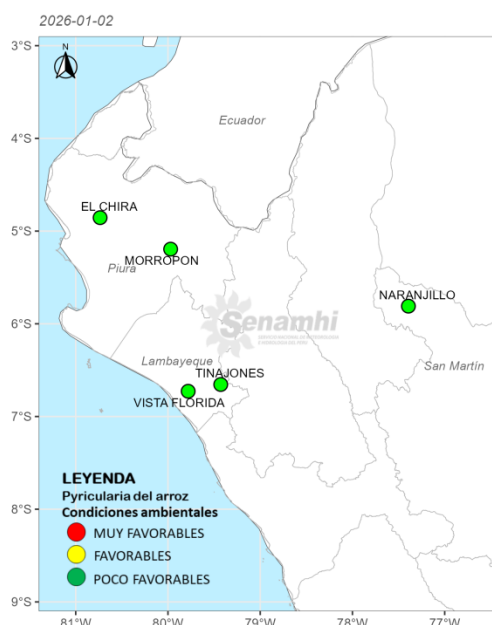 2026-01-02
3°S
4°S
5°S
6°S
7°S
8°S
9°S
N
Ecuador
EL CHIRA
MORROPON
Piura
NARANJILLO
Senamhi
Lambayeque
TINAJONES
San Martín
VISTA FLORIDA
LEYENDA
Pyricularia del arroz
Condiciones ambientales
MUY FAVORABLES
FAVORABLES
POCO FAVORABLES
81°W
80°W
79°W
78°W
77°W